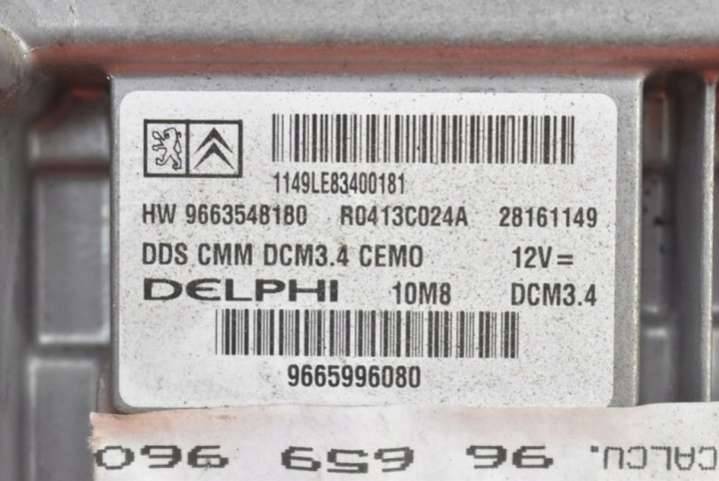 1149LE83400181
HW 9663548180 R0413C024A 28161149
DDS CMM DCM3.4 CEMO 12V =
DELPHI 10M8 DCM3.4
9665996080
CALCU. 96 659 960